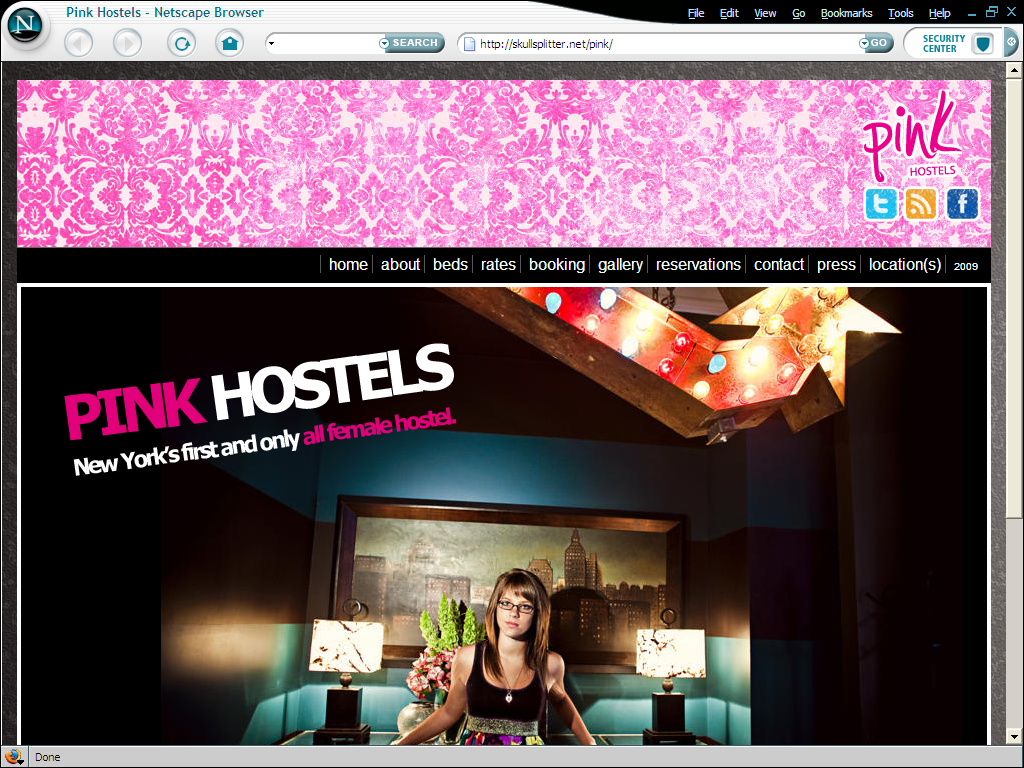 Pink Hostels - Netscape Browser
File Edit View Go Bookmarks Tools Help
N
SEARCH
http://skullsplitter.net/pink/
GO
SECURITY
CENTER
pink
HOSTELS
home about beds rates booking gallery reservations contact press location(s) 2009
PINK HOSTELS
New York's first and only all female hostel.
Done